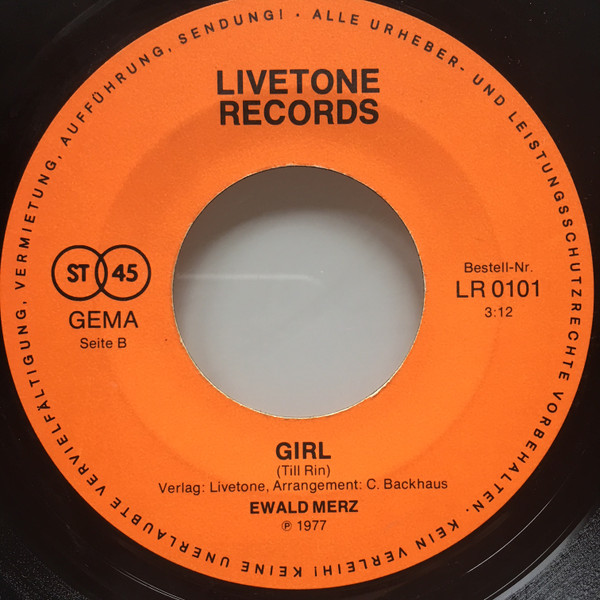 ALLE URHEBER- UND LEISTUNGSSCHUTZRECHTE VORBEHALTEN. KEIN VERLEIH! KEINE UNERLAUBTE VERVIELFÄLTIGUNG, VERMIETUNG, AUFFÜHRUNG, SENDUNG! ·
LIVETONE
RECORDS
ST 45
GEMA
Seite B
Bestell-Nr.
LR 0101
3:12
GIRL
(Till Rin)
Verlag: Livetone, Arrangement: C. Backhaus
EWALD MERZ
℗ 1977